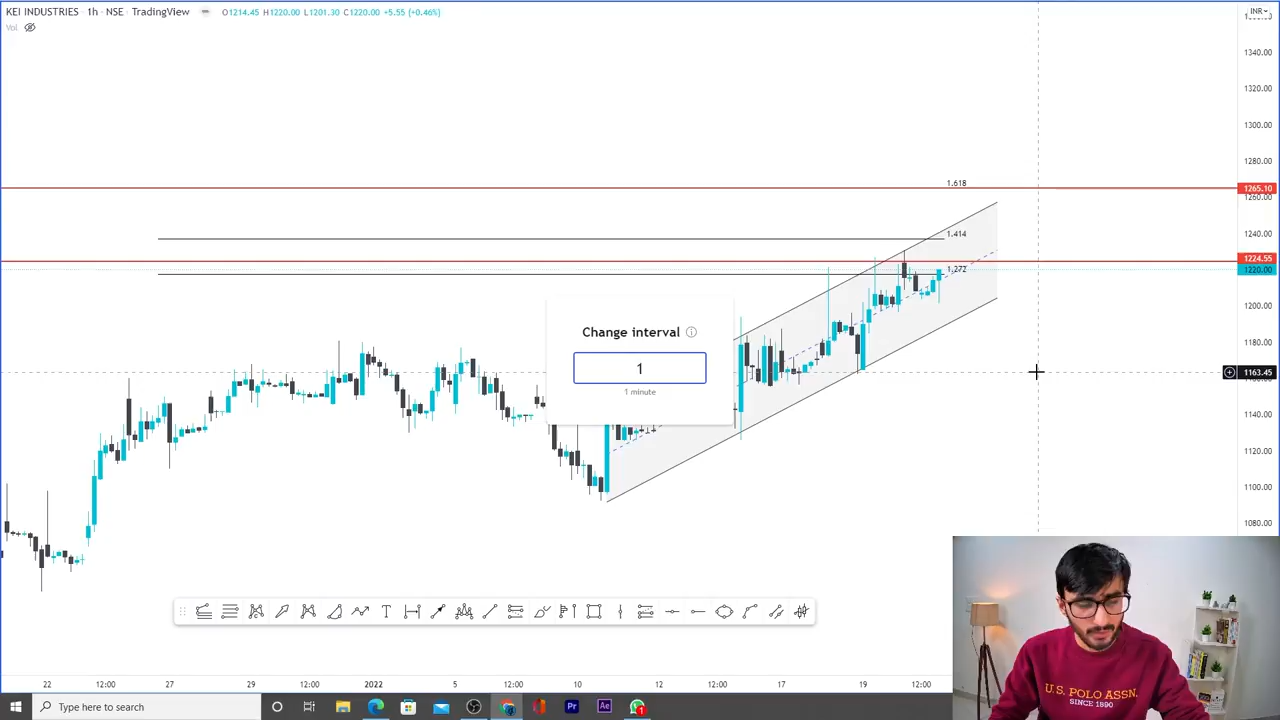 KEI INDUSTRIES · 1h · NSE · TradingView
O1214.45 H1220.00 L1201.30 C1220.00 +5.55 (+0.46%)
INR
Vol
1340.00
1320.00
1300.00
1280.00
1.618
1265.10
1260.00
1.414
1240.00
1224.55
1.272
1220.00
1200.00
Change interval
1180.00
1
1163.45
1 minute
1140.00
1120.00
1100.00
1080.00
T
22 12:00 27 29 12:00 2022 5 12:00 10 12 12:00 17 19 12:00
Type here to search
Pr
Ae
1
U.S. POLO ASSN.
SINCE 1890